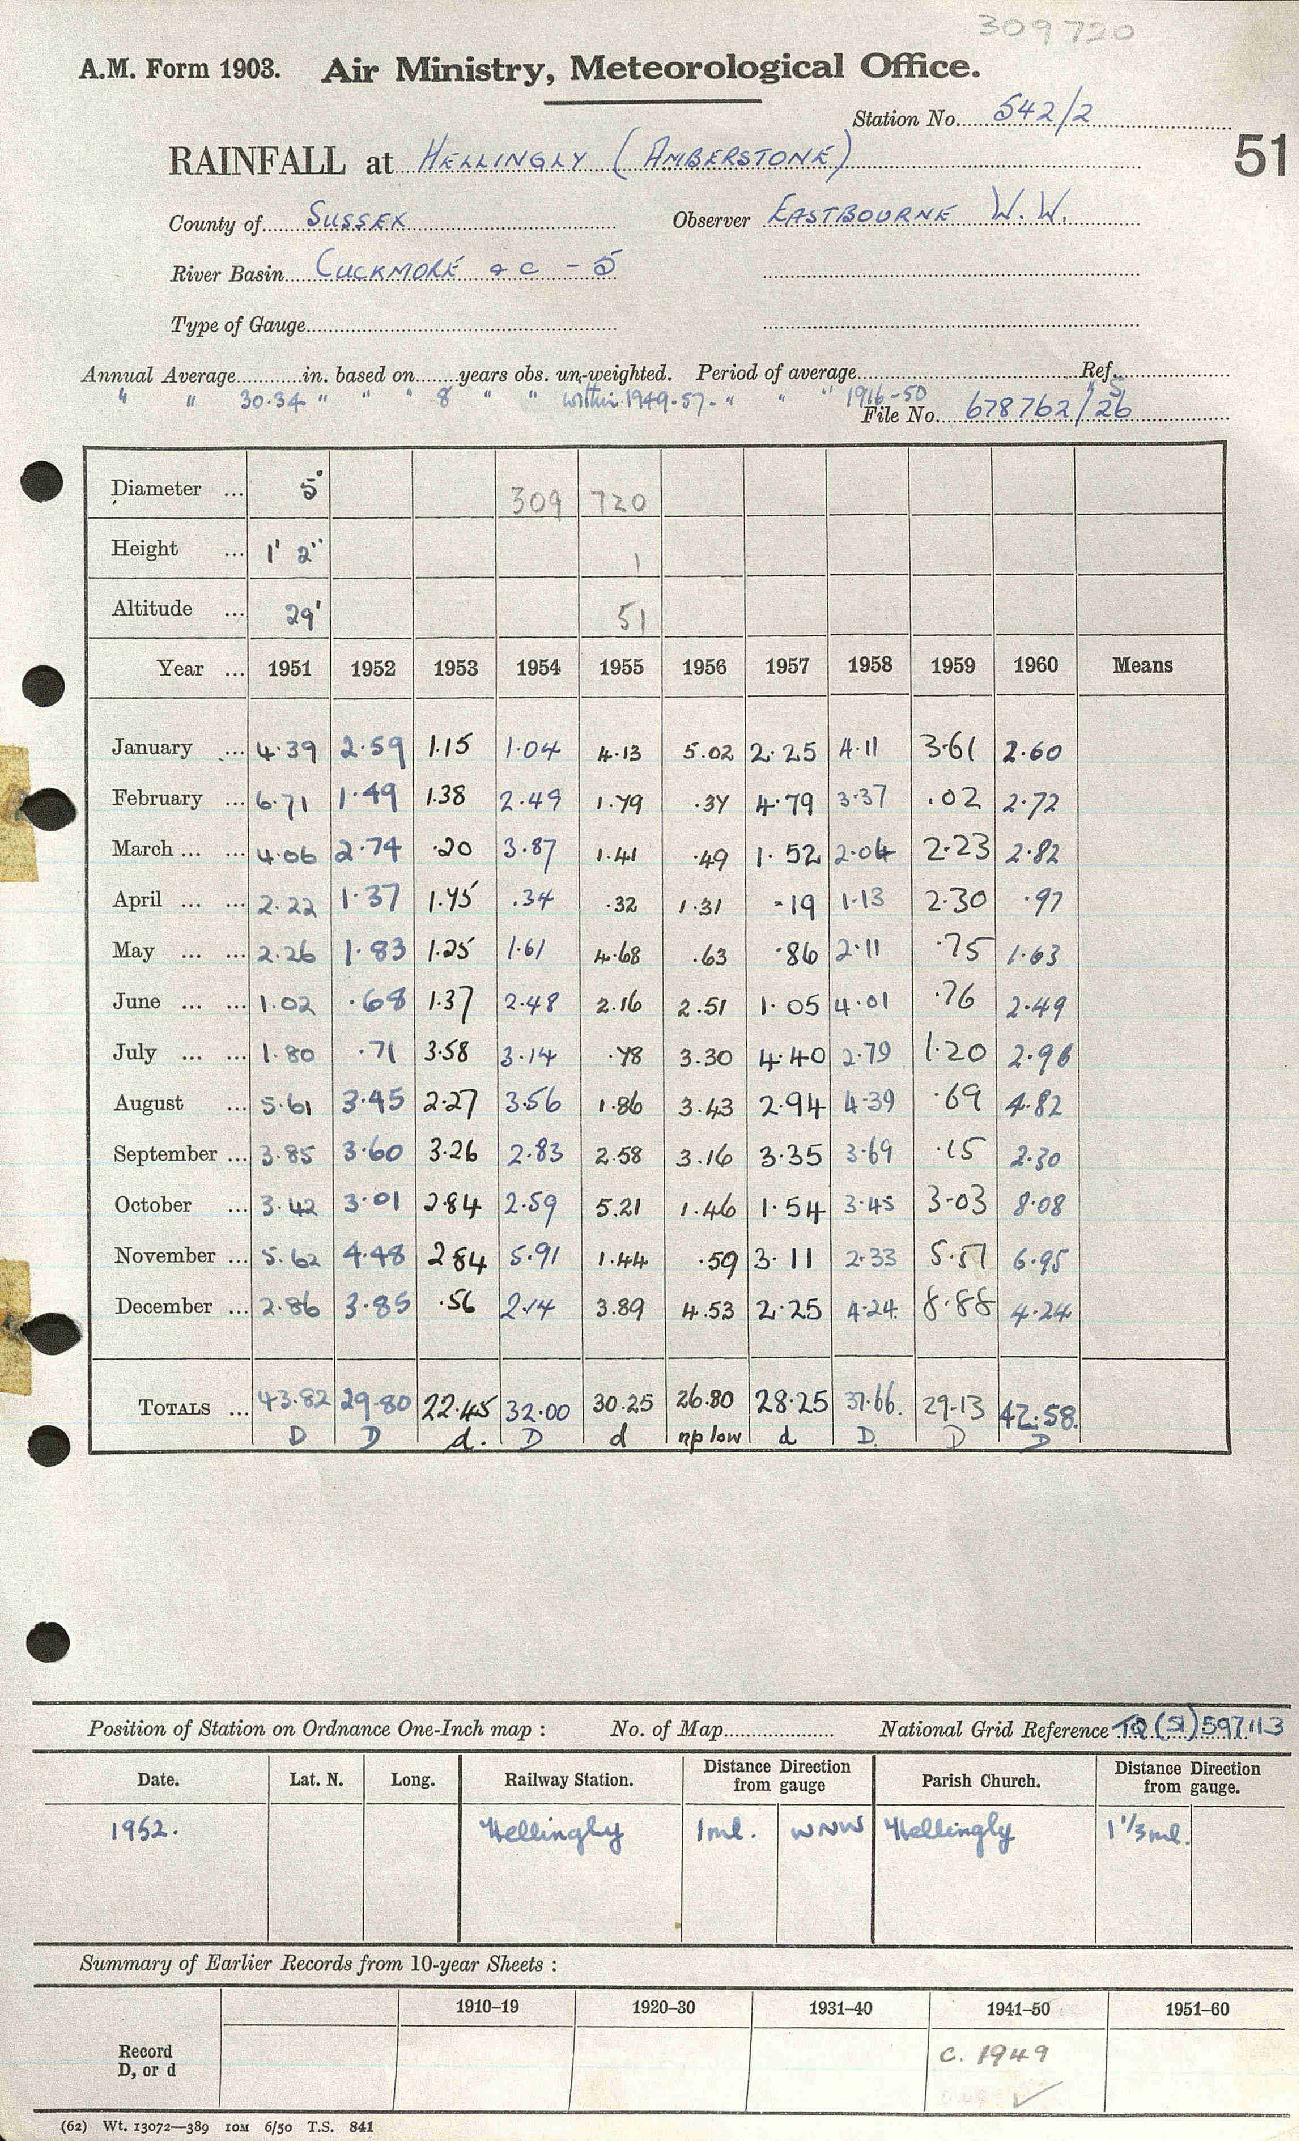 309720
A.M. Form 1903. Air Ministry, Meteorological Office.
Station No. 542/2
RAINFALL at HELLINGLY (AMBERSTONE) 51
County of SUSSEX Observer EASTBOURNE W.W.
River Basin CUCKMORE &c - 5
Type of Gauge
Annual Average in. based on years obs. un-weighted. Period of average Ref.
" " 30.34 " " " 8 " " within 1949-57 - " " " 1916-50 " S
File No. 678762/26
Diameter ... 5" 309 720
Height ... 1' 2" 1
Altitude ... 29' 51
Year ... 1951 1952 1953 1954 1955 1956 1957 1958 1959 1960 Means
January ... 4.39 2.59 1.15 1.04 4.13 5.02 2.25 4.11 3.61 2.60
February ... 6.71 1.49 1.38 2.49 1.79 .34 4.79 3.37 .02 2.72
March ... ... 4.06 2.74 .20 3.87 1.41 .49 1.52 2.04 2.23 2.82
April ... ... 2.22 1.37 1.75 .34 .32 1.31 .19 1.13 2.30 .97
May ... ... 2.26 1.83 1.25 1.61 4.68 .63 .86 2.11 .75 1.63
June ... ... 1.02 .68 1.37 2.48 2.16 2.51 1.05 4.01 .76 2.49
July ... ... 1.80 .71 3.58 3.14 .78 3.30 4.40 2.79 1.20 2.96
August ... 5.61 3.45 2.27 3.56 1.86 3.43 2.94 4.39 .69 4.82
September ... 3.85 3.60 3.26 2.83 2.58 3.16 3.35 3.69 .15 2.30
October ... 3.42 3.01 2.84 2.59 5.21 1.46 1.54 3.45 3.03 8.08
November ... 5.62 4.48 2 84 5.91 1.44 .59 3.11 2.33 5.51 6.95
December ... 2.86 3.85 .56 2.14 3.89 4.53 2.25 4.24 8.88 4.24
TOTALS ... 43.82 29.80 22.45 32.00 30.25 26.80 28.25 37.66. 29.13 42.58.
D D d. D d np low d D. D D
Position of Station on Ordnance One-Inch map : No. of Map National Grid Reference TQ (51) 597113
Date. Lat. N. Long. Railway Station. Distance Direction from gauge Parish Church. Distance Direction from gauge.
1952. Hellingly 1 ml. WNW Hellingly 1 1/3 ml.
Summary of Earlier Records from 10-year Sheets :
1910–19 1920–30 1931–40 1941–50 1951–60
Record
D, or d
c. 1949
(62) Wt. 13072—389 10M 6/50 T.S. 841